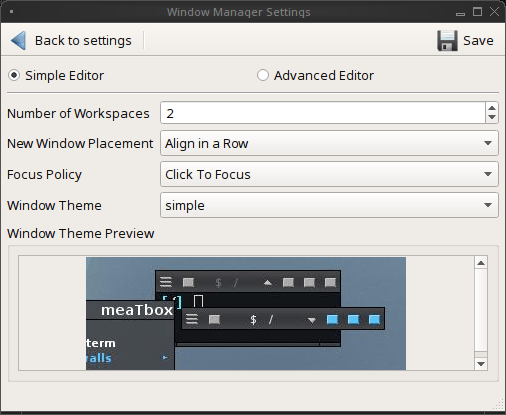 Window Manager Settings
Back to settings
Save
Simple Editor
Advanced Editor
Number of Workspaces 2
New Window Placement Align in a Row
Focus Policy Click To Focus
Window Theme simple
Window Theme Preview
$ /
[/]
meaTbox
$ /
term
alls